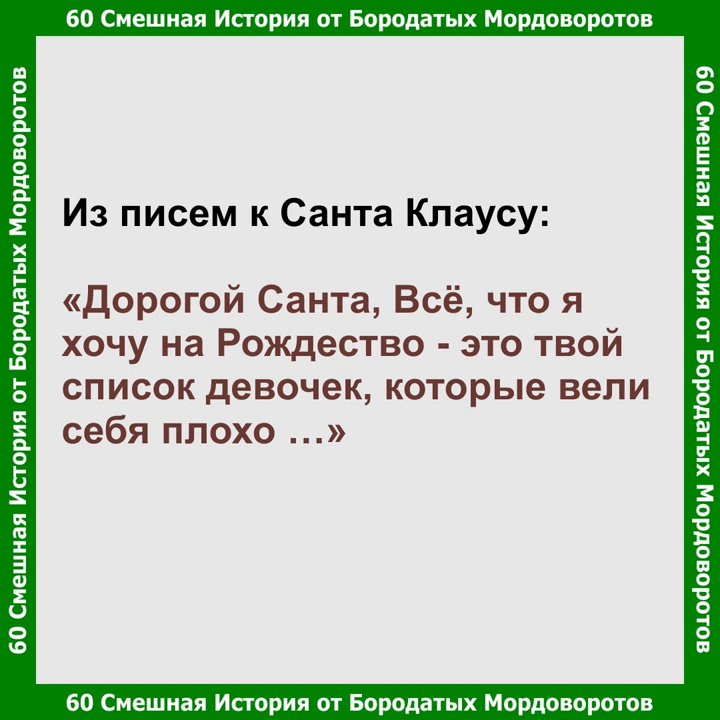 60 Смешная История от Бородатых Мордоворотов
60 Смешная История от Бородатых Мордоворотов
60 Смешная История от Бородатых Мордоворотов
Из писем к Санта Клаусу:
«Дорогой Санта, Всё, что я
хочу на Рождество - это твой
список девочек, которые вели
себя плохо ...»
60 Смешная История от Бородатых Мордоворотов